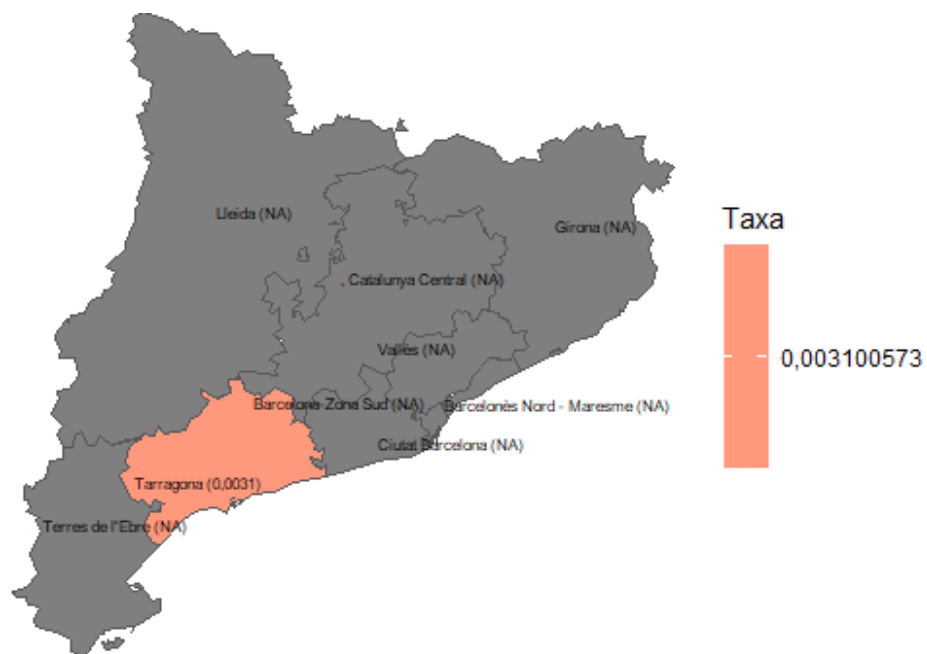 Lleida (NA)
Girona (NA)
, Catalunya Central (NA)
Vallès (NA)
Barcelona-Zona Sud (NA)
Barcelonès Nord - Maresme (NA)
Ciutat Barcelona (NA)
Tarragona (0,0031)
Terres de l'Ebre (NA)
Taxa
0,003100573